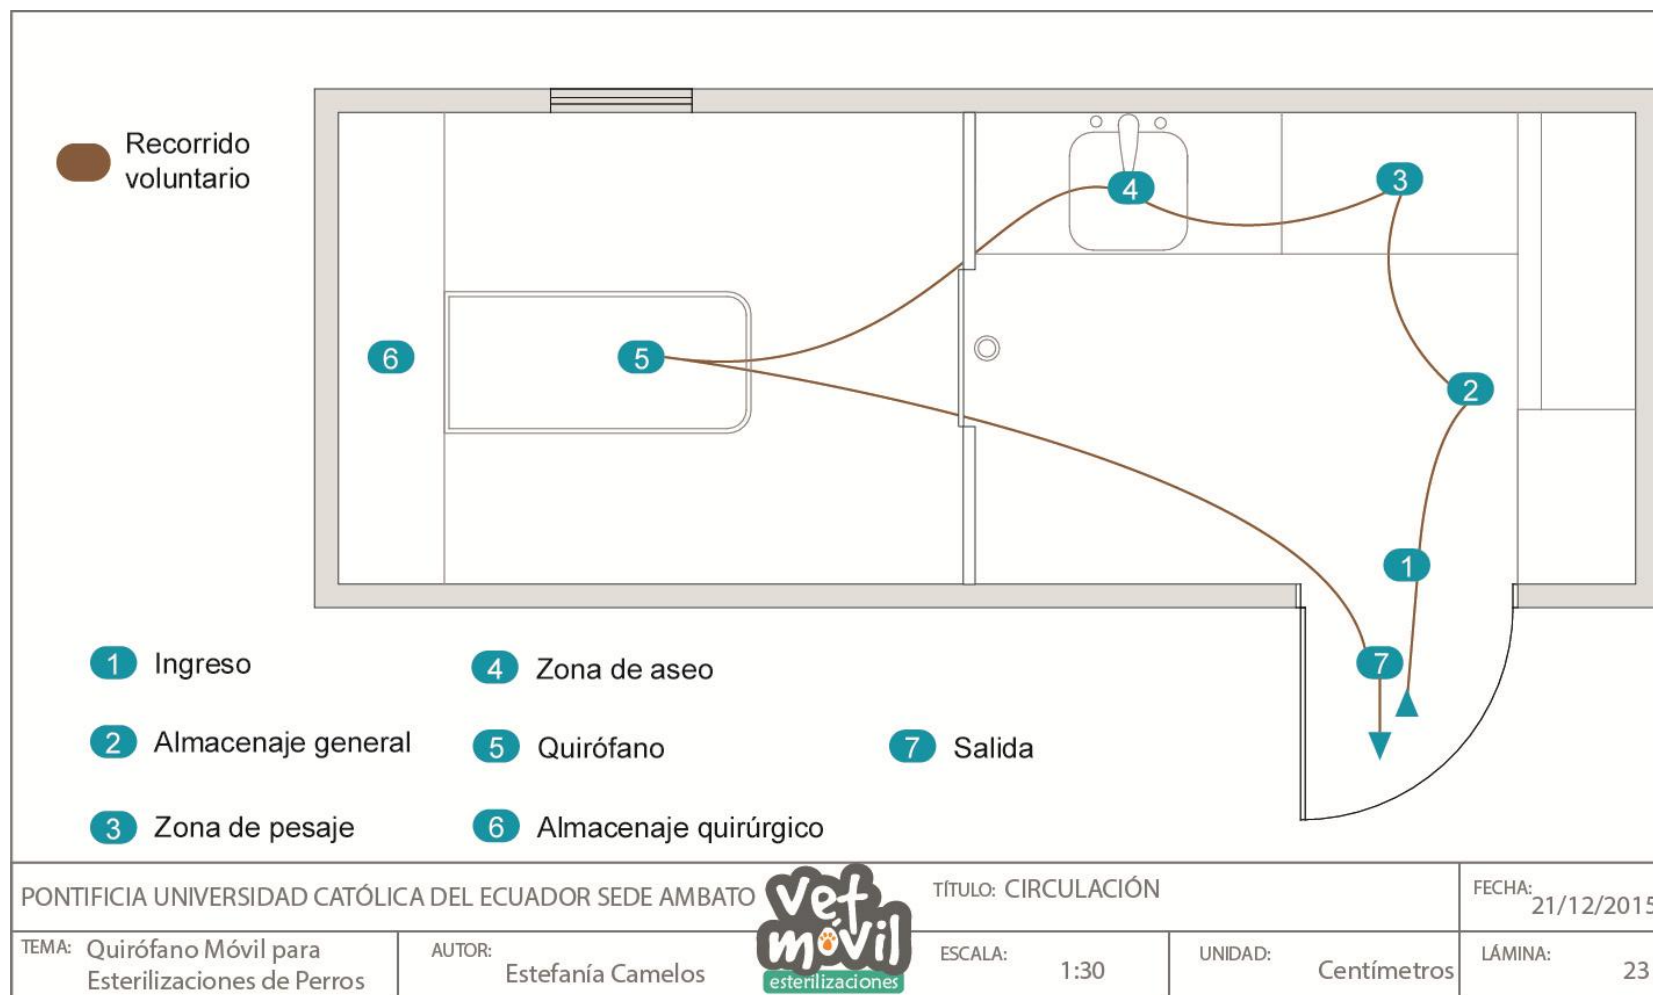 Recorrido
voluntario
4
3
6
5
2
1
7
1 Ingreso
4 Zona de aseo
2 Almacenaje general
5 Quirófano
7 Salida
3 Zona de pesaje
6 Almacenaje quirúrgico
PONTIFICIA UNIVERSIDAD CATÓLICA DEL ECUADOR SEDE AMBATO
vet
móvil
esterilizaciones
TÍTULO: CIRCULACIÓN
FECHA: 21/12/2015
TEMA: Quirófano Móvil para
Esterilizaciones de Perros
AUTOR: Estefanía Camelos
ESCALA: 1:30
UNIDAD: Centímetros
LÁMINA: 23